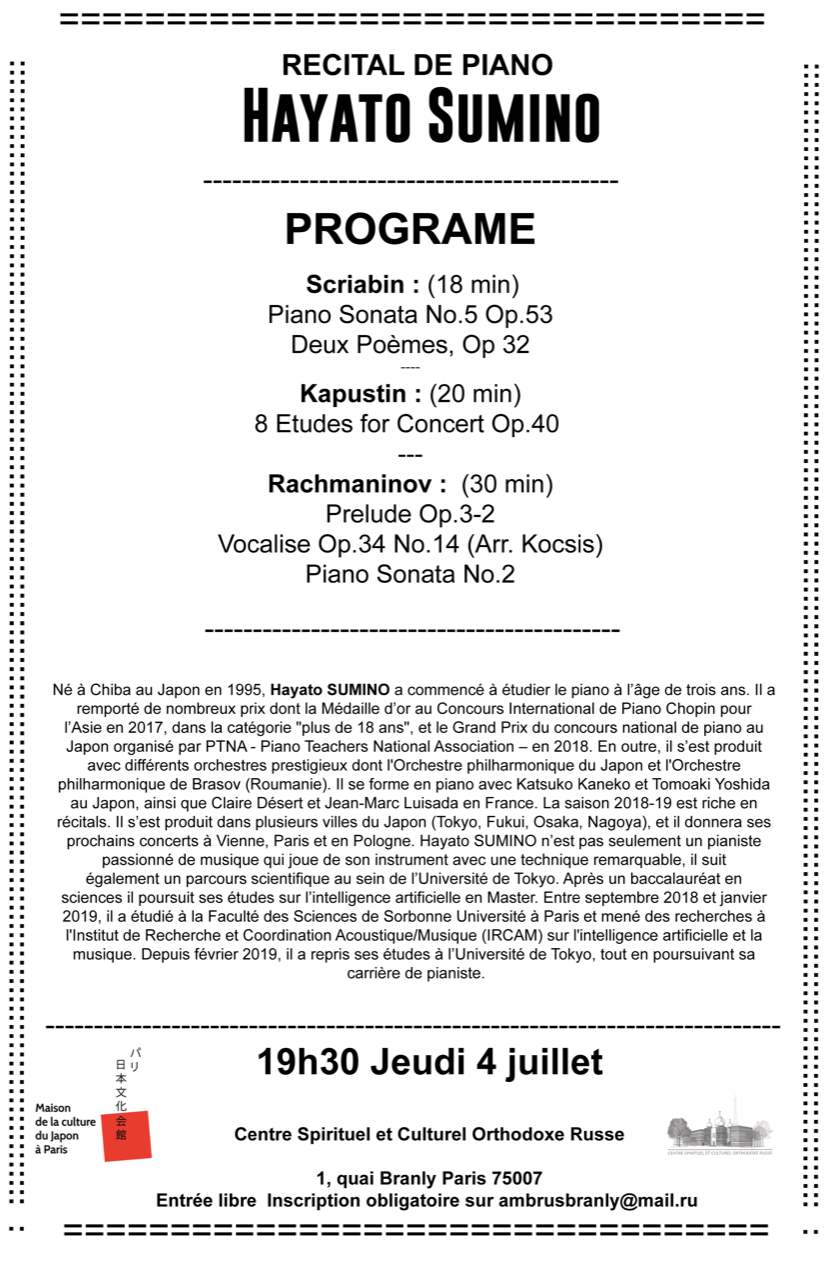 RECITAL DE PIANO
HAYATO SUMINO
PROGRAME
Scriabin : (18 min)
Piano Sonata No.5 Op.53
Deux Poèmes, Op 32
----
Kapustin : (20 min)
8 Etudes for Concert Op.40
---
Rachmaninov :  (30 min)
Prelude Op.3-2
Vocalise Op.34 No.14 (Arr. Kocsis)
Piano Sonata No.2
Né à Chiba au Japon en 1995, Hayato SUMINO a commencé à étudier le piano à l’âge de trois ans. Il a
remporté de nombreux prix dont la Médaille d’or au Concours International de Piano Chopin pour
l’Asie en 2017, dans la catégorie "plus de 18 ans", et le Grand Prix du concours national de piano au
Japon organisé par PTNA - Piano Teachers National Association – en 2018. En outre, il s’est produit
avec différents orchestres prestigieux dont l'Orchestre philharmonique du Japon et l'Orchestre
philharmonique de Brasov (Roumanie). Il se forme en piano avec Katsuko Kaneko et Tomoaki Yoshida
au Japon, ainsi que Claire Désert et Jean-Marc Luisada en France. La saison 2018-19 est riche en
récitals. Il s’est produit dans plusieurs villes du Japon (Tokyo, Fukui, Osaka, Nagoya), et il donnera ses
prochains concerts à Vienne, Paris et en Pologne. Hayato SUMINO n’est pas seulement un pianiste
passionné de musique qui joue de son instrument avec une technique remarquable, il suit
également un parcours scientifique au sein de l’Université de Tokyo. Après un baccalauréat en
sciences il poursuit ses études sur l’intelligence artificielle en Master. Entre septembre 2018 et janvier
2019, il a étudié à la Faculté des Sciences de Sorbonne Université à Paris et mené des recherches à
l'Institut de Recherche et Coordination Acoustique/Musique (IRCAM) sur l'intelligence artificielle et la
musique. Depuis février 2019, il a repris ses études à l’Université de Tokyo, tout en poursuivant sa
carrière de pianiste.
パリ
日本文化会館
Maison
de la culture
du Japon
à Paris
19h30 Jeudi 4 juillet
Centre Spirituel et Culturel Orthodoxe Russe
CENTRE SPIRITUEL ET CULTUREL ORTHODOXE RUSSE
1, quai Branly Paris 75007
Entrée libre  Inscription obligatoire sur ambrusbranly@mail.ru